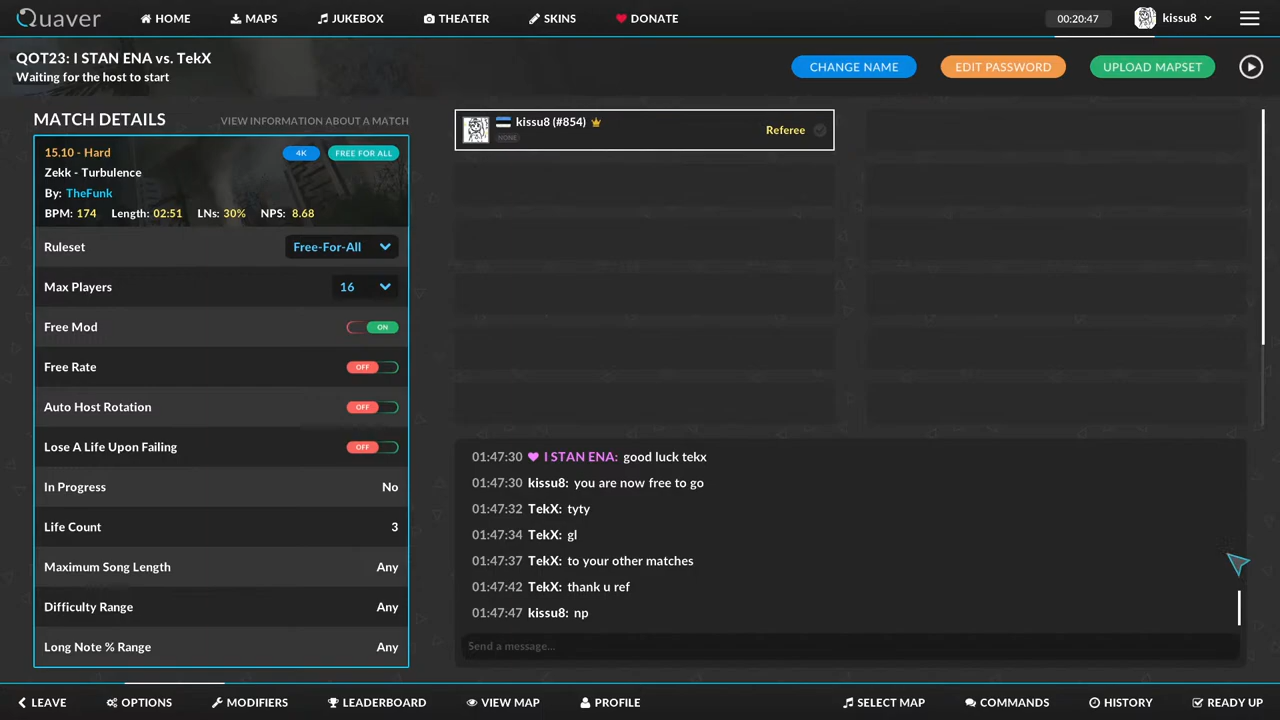 Quaver HOME MAPS JUKEBOX THEATER SKINS DONATE 00:20:47 kissu8
QOT23: I STAN ENA vs. TekX
Waiting for the host to start
CHANGE NAME EDIT PASSWORD UPLOAD MAPSET
MATCH DETAILS VIEW INFORMATION ABOUT A MATCH
15.10 - Hard 4K FREE FOR ALL
Zekk - Turbulence
By: TheFunk
BPM: 174 Length: 02:51 LNs: 30% NPS: 8.68
Ruleset Free-For-All
Max Players 16
Free Mod ON
Free Rate OFF
Auto Host Rotation OFF
Lose A Life Upon Failing OFF
In Progress No
Life Count 3
Maximum Song Length Any
Difficulty Range Any
Long Note % Range Any
kissu8 (#854) Referee
NONE
01:47:30 I STAN ENA: good luck tekx
01:47:30 kissu8: you are now free to go
01:47:32 TekX: tyty
01:47:34 TekX: gl
01:47:37 TekX: to your other matches
01:47:42 TekX: thank u ref
01:47:47 kissu8: np
Send a message...
LEAVE OPTIONS MODIFIERS LEADERBOARD VIEW MAP PROFILE SELECT MAP COMMANDS HISTORY READY UP